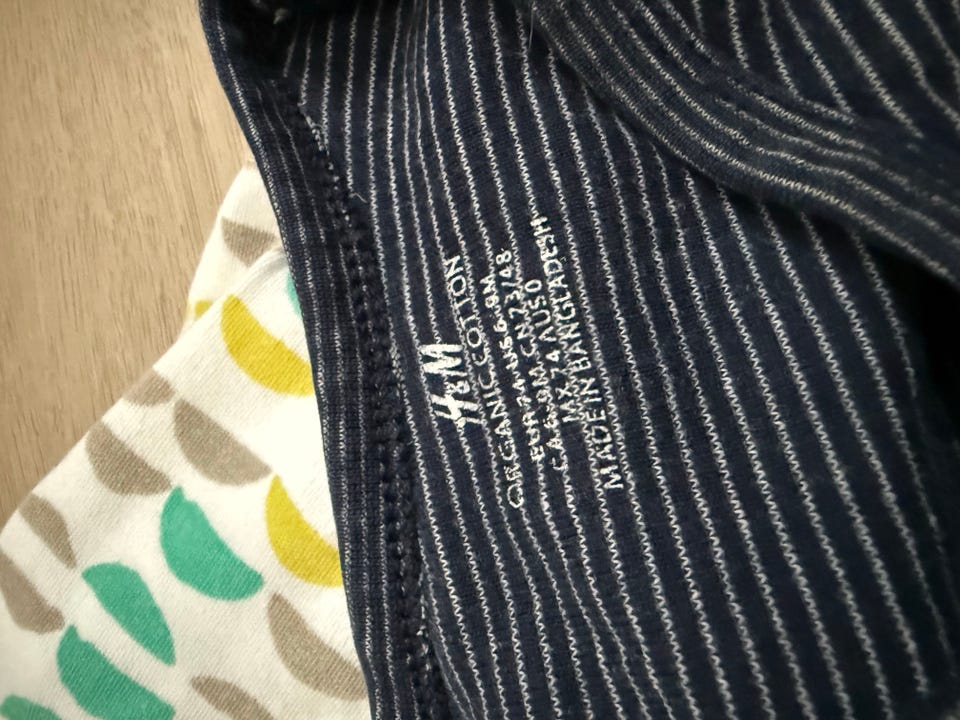 H&M
ORGANIC COTTON
EUR 74 US 6-9M
CA 6-9M CN 73/48
MX 74 AUS 0
MADE IN BANGLADESH